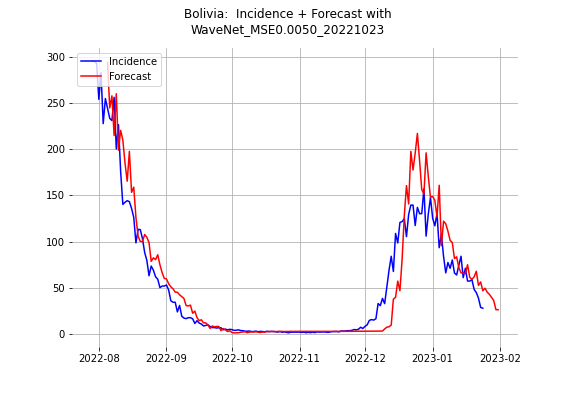 Bolivia:  Incidence + Forecast with
WaveNet_MSE0.0050_20221023
Incidence
Forecast
300
250
200
150
100
50
0
2022-08 2022-09 2022-10 2022-11 2022-12 2023-01 2023-02